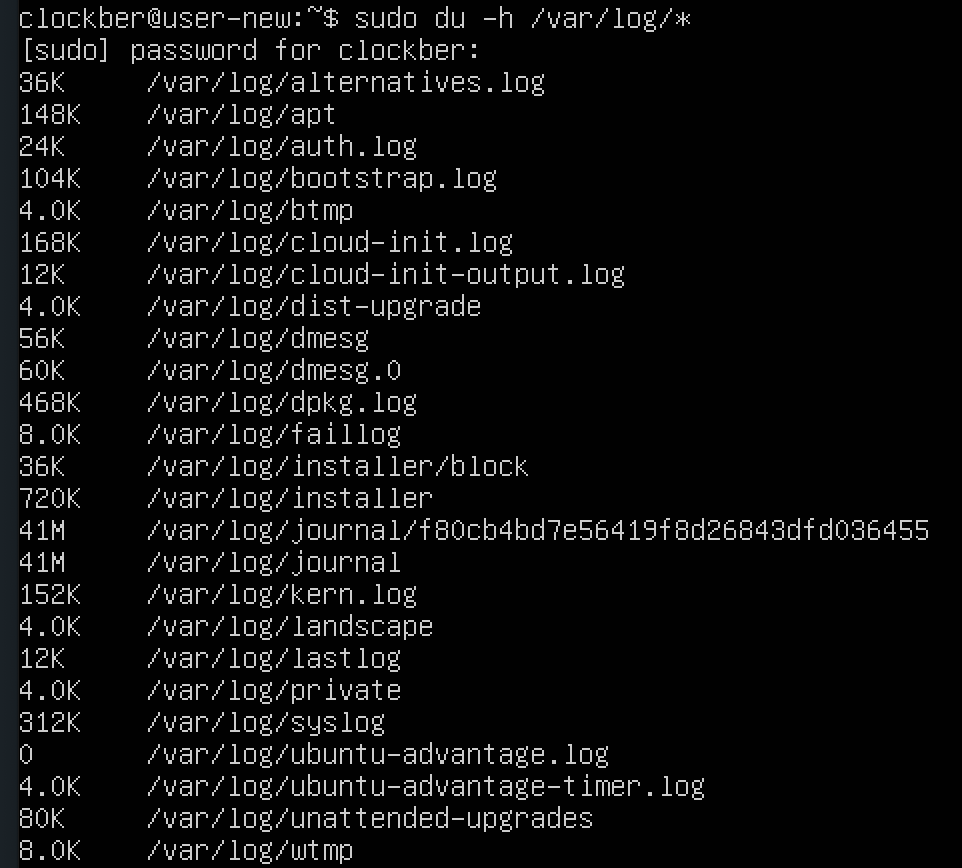 clockber@user-new:~$ sudo du -h /var/log/*
[sudo] password for clockber:
36K /var/log/alternatives.log
148K /var/log/apt
24K /var/log/auth.log
104K /var/log/bootstrap.log
4.0K /var/log/btmp
168K /var/log/cloud-init.log
12K /var/log/cloud-init-output.log
4.0K /var/log/dist-upgrade
56K /var/log/dmesg
60K /var/log/dmesg.0
468K /var/log/dpkg.log
8.0K /var/log/faillog
36K /var/log/installer/block
720K /var/log/installer
41M /var/log/journal/f80cb4bd7e56419f8d26843dfd036455
41M /var/log/journal
152K /var/log/kern.log
4.0K /var/log/landscape
12K /var/log/lastlog
4.0K /var/log/private
312K /var/log/syslog
0 /var/log/ubuntu-advantage.log
4.0K /var/log/ubuntu-advantage-timer.log
80K /var/log/unattended-upgrades
8.0K /var/log/wtmp